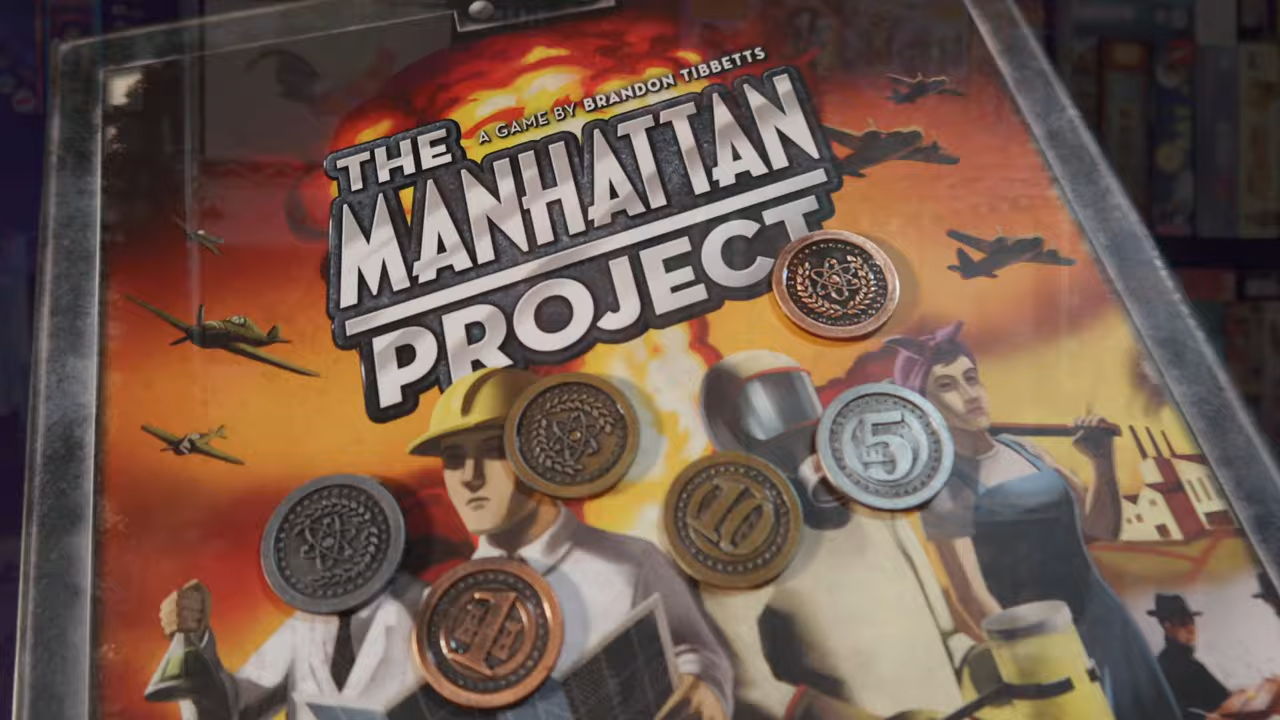 A GAME BY BRANDON TIBBETTS
THE
MANHATTAN
PROJECT
5
10
1